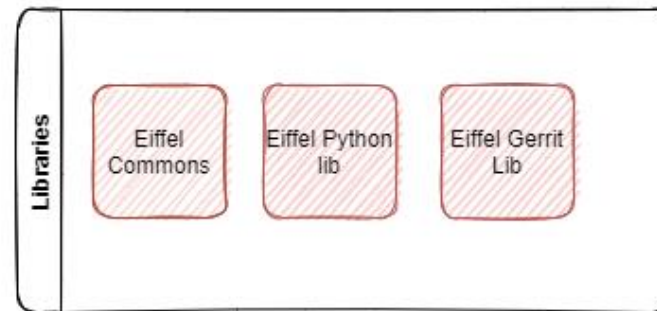 Libraries
Eiffel
Commons
Eiffel Python
lib
Eiffel Gerrit
Lib